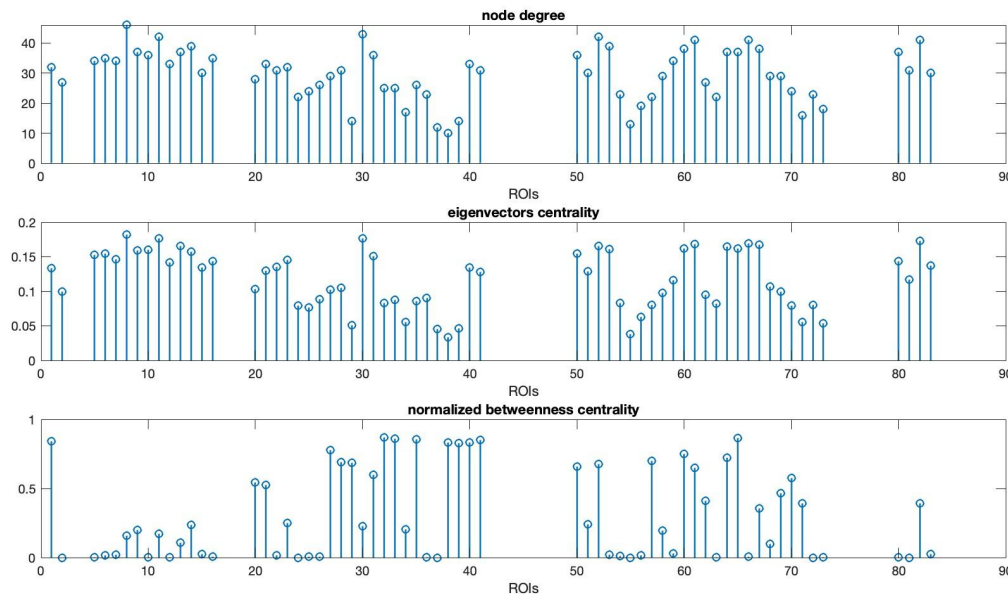 node degree
40
30
20
10
0
0 10 20 30 40 50 60 70 80 90
ROIs
eigenvectors centrality
0.2
0.15
0.1
0.05
0
0 10 20 30 40 50 60 70 80 90
ROIs
normalized betweenness centrality
1
0.5
0
0 10 20 30 40 50 60 70 80 90
ROIs